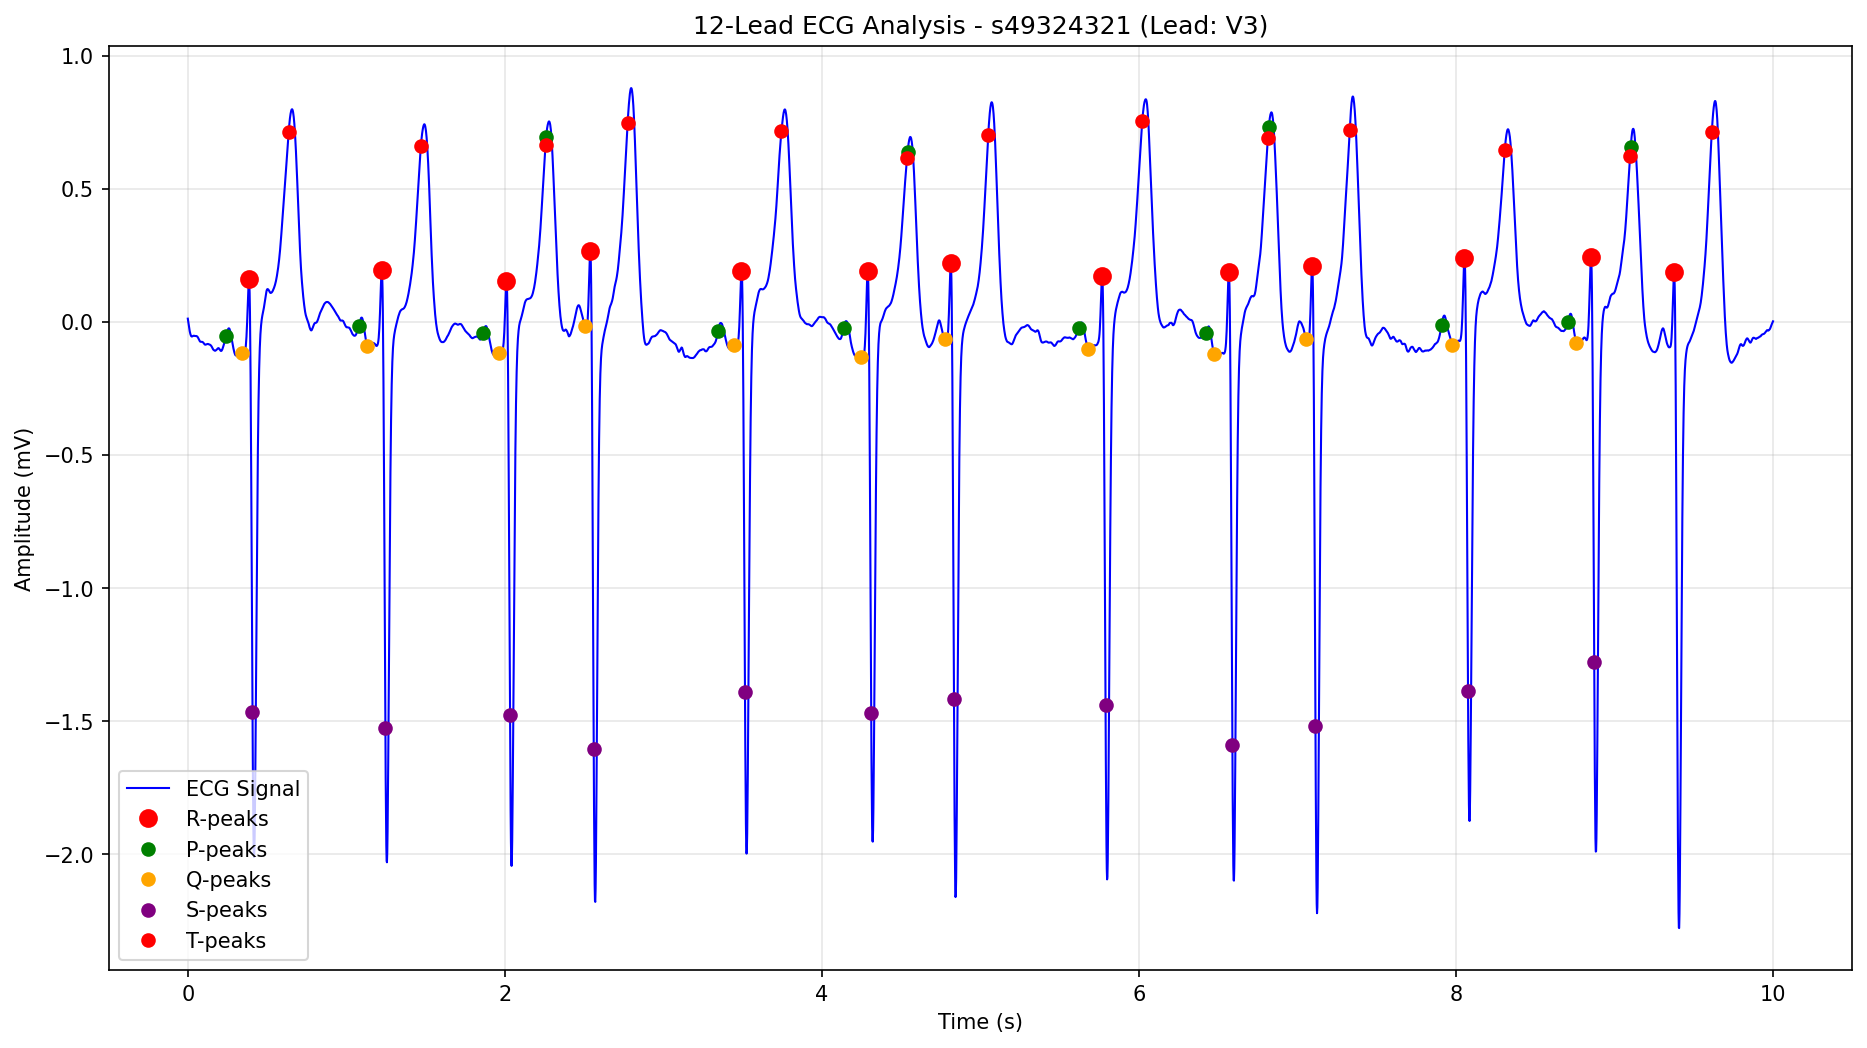 12-Lead ECG Analysis - s49324321 (Lead: V3)
1.0
0.5
0.0
−0.5
−1.0
−1.5
−2.0
Amplitude (mV)
ECG Signal
R-peaks
P-peaks
Q-peaks
S-peaks
T-peaks
0
2
4
6
8
10
Time (s)